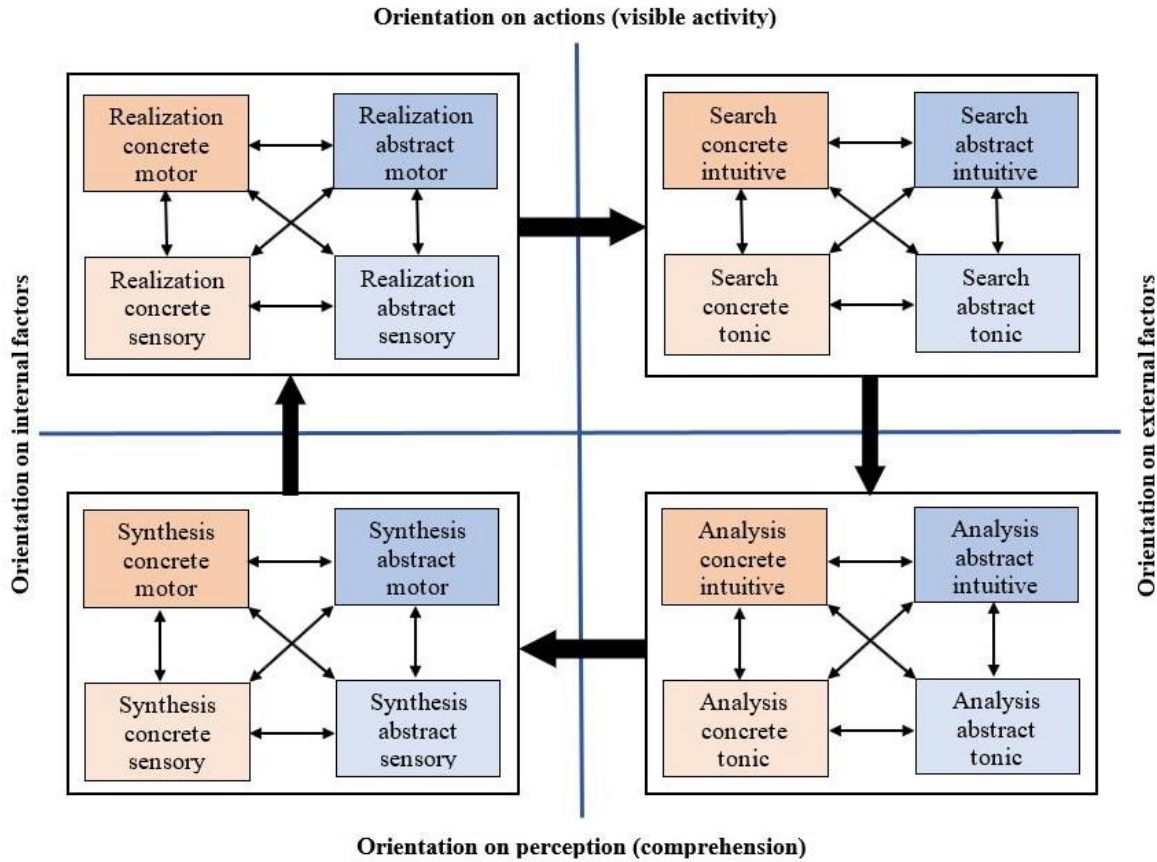 Orientation on actions (visible activity)
Orientation on internal factors
Realization
concrete
motor
Realization
abstract
motor
Realization
concrete
sensory
Realization
abstract
sensory
Search
concrete
intuitive
Search
abstract
intuitive
Search
concrete
tonic
Search
abstract
tonic
Orientation on external factors
Synthesis
concrete
motor
Synthesis
abstract
motor
Synthesis
concrete
sensory
Synthesis
abstract
sensory
Analysis
concrete
intuitive
Analysis
abstract
intuitive
Analysis
concrete
tonic
Analysis
abstract
tonic
Orientation on perception (comprehension)